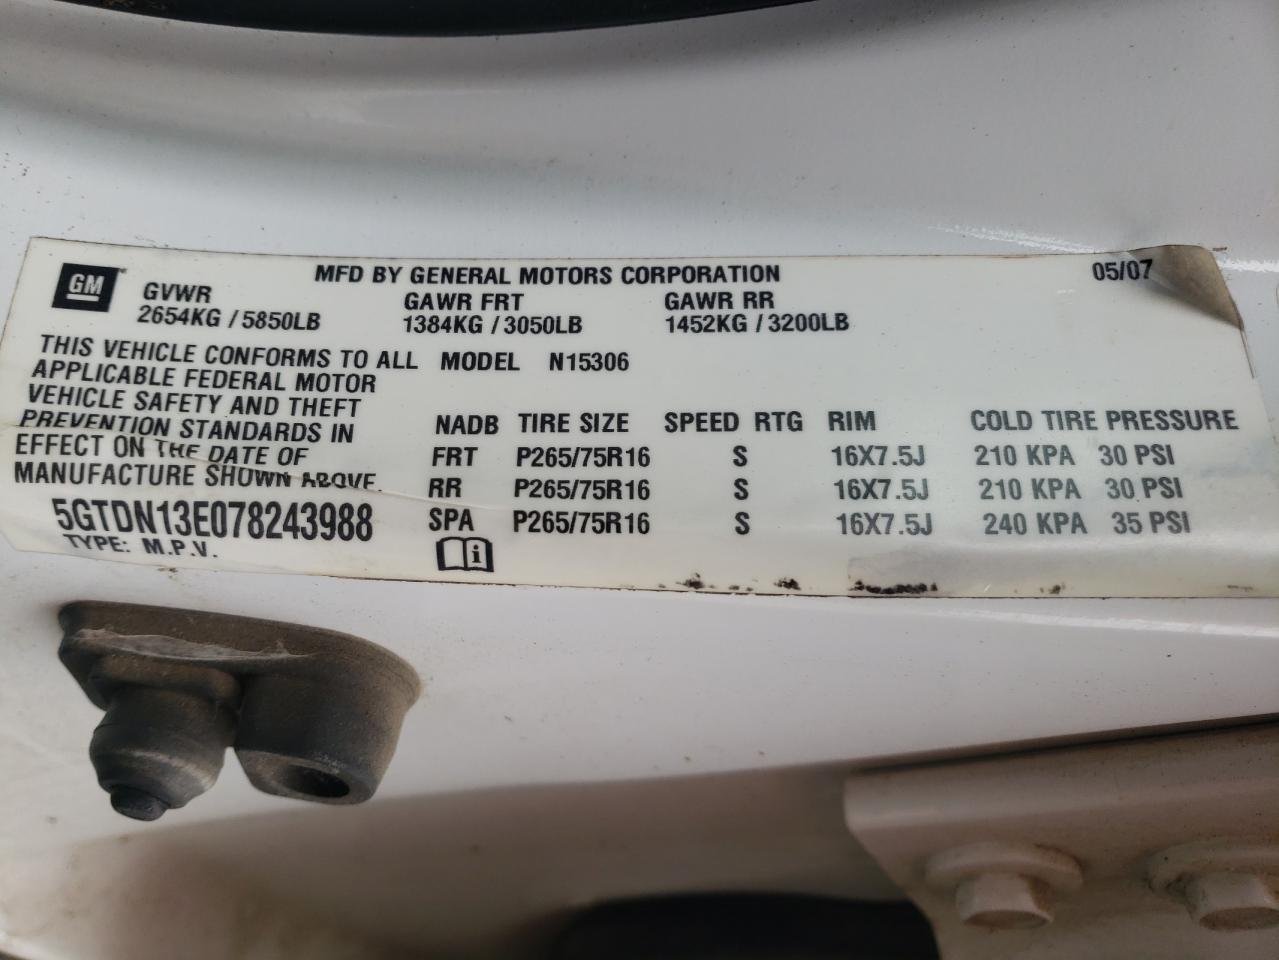 GM
MFD BY GENERAL MOTORS CORPORATION 05/07
GVWR GAWR FRT GAWR RR
2654KG / 5850LB 1384KG / 3050LB 1452KG / 3200LB
THIS VEHICLE CONFORMS TO ALL
APPLICABLE FEDERAL MOTOR
VEHICLE SAFETY AND THEFT
PREVENTION STANDARDS IN
EFFECT ON THE DATE OF
MANUFACTURE SHOWN ABOVE.
5GTDN13E078243988
TYPE: M.P.V.
MODEL N15306
NADB TIRE SIZE SPEED RTG RIM COLD TIRE PRESSURE
FRT P265/75R16 S 16X7.5J 210 KPA 30 PSI
RR P265/75R16 S 16X7.5J 210 KPA 30 PSI
SPA P265/75R16 S 16X7.5J 240 KPA 35 PSI
i